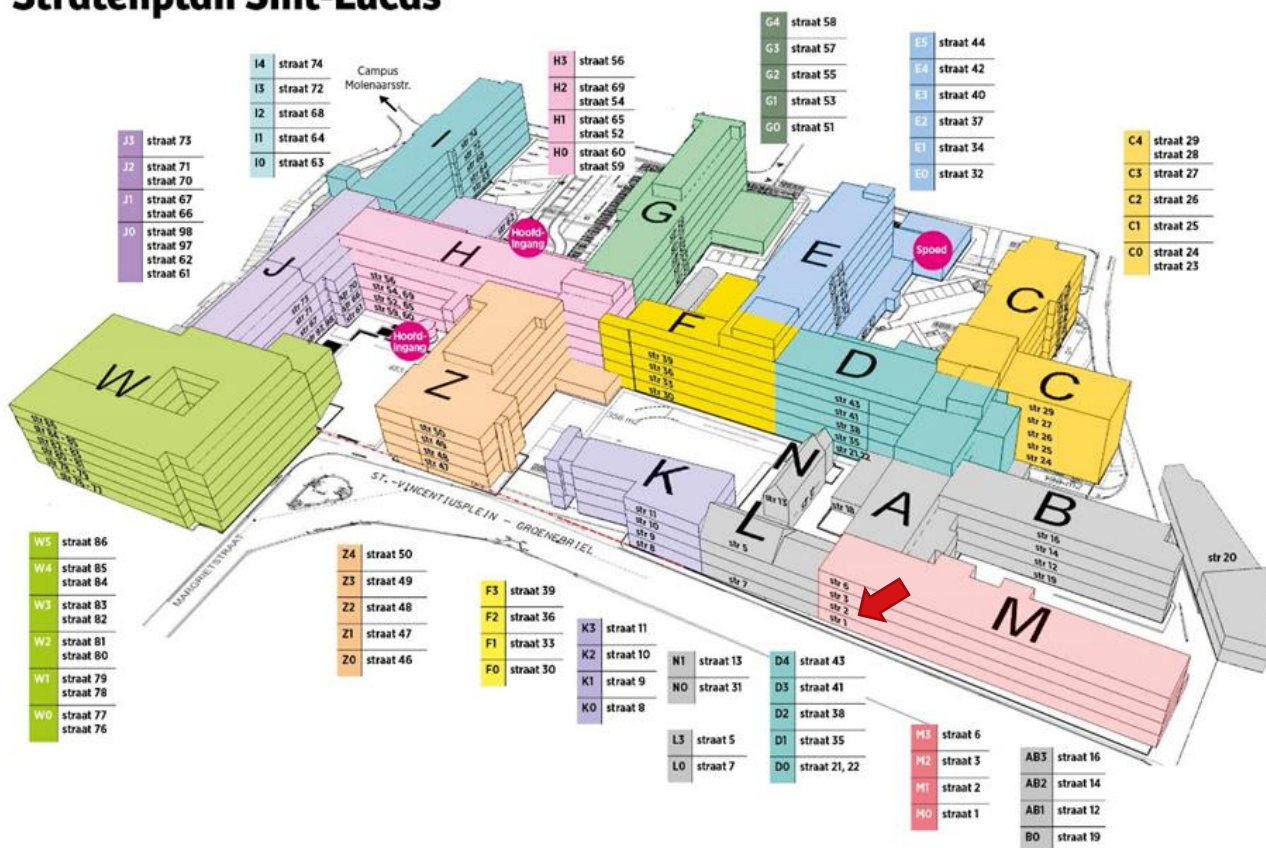 Stratenplan Sint-Lucas
G4 straat 58
G3 straat 57
G2 straat 55
G1 straat 53
G0 straat 51
E5 straat 44
E4 straat 42
E3 straat 40
E2 straat 37
E1 straat 34
E0 straat 32
I4 straat 74
I3 straat 72
I2 straat 68
I1 straat 64
I0 straat 63
Campus
Molenaarsstr.
H3 straat 56
H2 straat 69
straat 54
H1 straat 65
straat 52
H0 straat 60
straat 59
J3 straat 73
J2 straat 71
straat 70
J1 straat 67
straat 66
J0 straat 98
straat 97
straat 62
straat 61
C4 straat 29
straat 28
C3 straat 27
C2 straat 26
C1 straat 25
C0 straat 24
straat 23
I
G
H
J
E
C
C
F
D
W
Z
K
N
L
A
B
M
Hoofd-
ingang
Spoed
Hoofd-
ingang
str 56
str 54, 69
str 52, 65
str 59, 60
str 39
str 36
str 33
str 30
str 43
str 41
str 38
str 35
str 21,22
str 29
str 27
str 26
str 25
str 24
str 50
str 49
str 48
str 47
str 11
str 10
str 9
str 8
str 13
str 18
str 5
str 7
str 16
str 14
str 12
str 19
str 20
str 6
str 3
str 2
str 1
ST.-VINCENTIUSPLEIN - GROENEBRIEL
MARGRIETSTRAAT
W5 straat 86
W4 straat 85
straat 84
W3 straat 83
straat 82
W2 straat 81
straat 80
W1 straat 79
straat 78
W0 straat 77
straat 76
Z4 straat 50
Z3 straat 49
Z2 straat 48
Z1 straat 47
Z0 straat 46
F3 straat 39
F2 straat 36
F1 straat 33
F0 straat 30
K3 straat 11
K2 straat 10
K1 straat 9
K0 straat 8
N1 straat 13
N0 straat 31
L3 straat 5
L0 straat 7
D4 straat 43
D3 straat 41
D2 straat 38
D1 straat 35
D0 straat 21, 22
M3 straat 6
M2 straat 3
M1 straat 2
M0 straat 1
AB3 straat 16
AB2 straat 14
AB1 straat 12
B0 straat 19